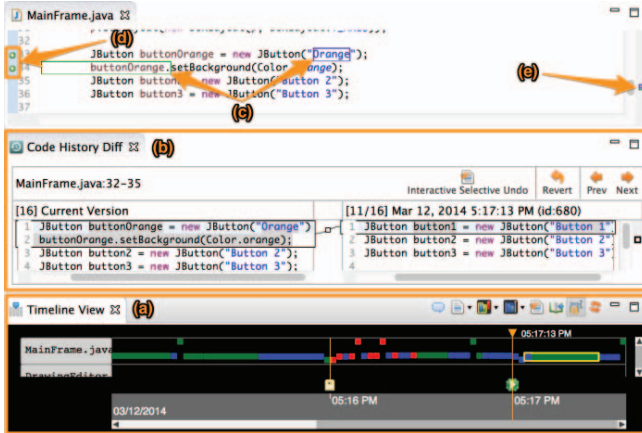 MainFrame.java
(d)
33 JButton buttonOrange = new JButton("Orange");
34 buttonOrange.setBackground(Color.orange);
35 JButton button2 = new JButton("Button 2");
36 JButton button3 = new JButton("Button 3");
37
(c)
(e)
Code History Diff (b)
MainFrame.java:32-35
Interactive Selective Undo Revert Prev Next
[16] Current Version
1 JButton buttonOrange = new JButton("Orange")
2 buttonOrange.setBackground(Color.orange);
3 JButton button2 = new JButton("Button 2");
4 JButton button3 = new JButton("Button 3");
[11/16] Mar 12, 2014 5:17:13 PM (id:680)
1 JButton button1 = new JButton("Button 1"
2 JButton button2 = new JButton("Button 2"
3 JButton button3 = new JButton("Button 3"
4
Timeline View (a)
05:17:13 PM
MainFrame.java
DrawingEditor
05:16 PM
05:17 PM
03/12/2014